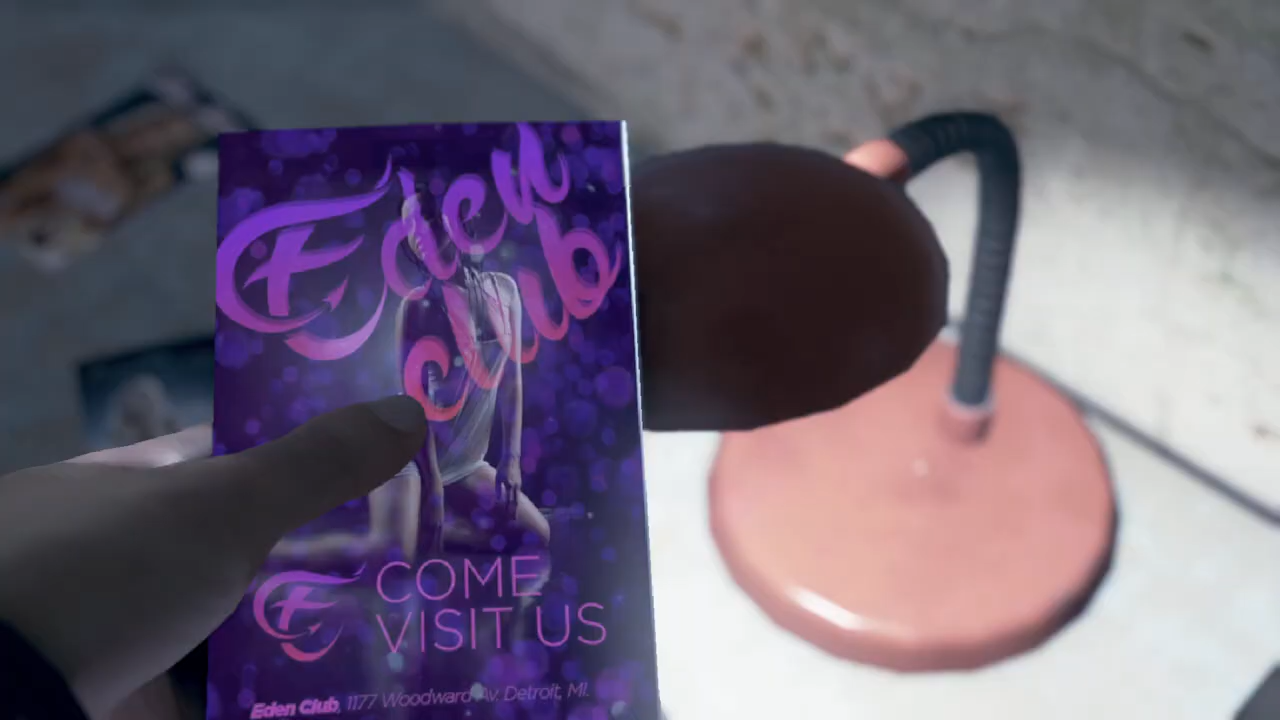 Eden
club
COME
VISIT US
Eden Club, 1177 Woodward Av. Detroit, MI.